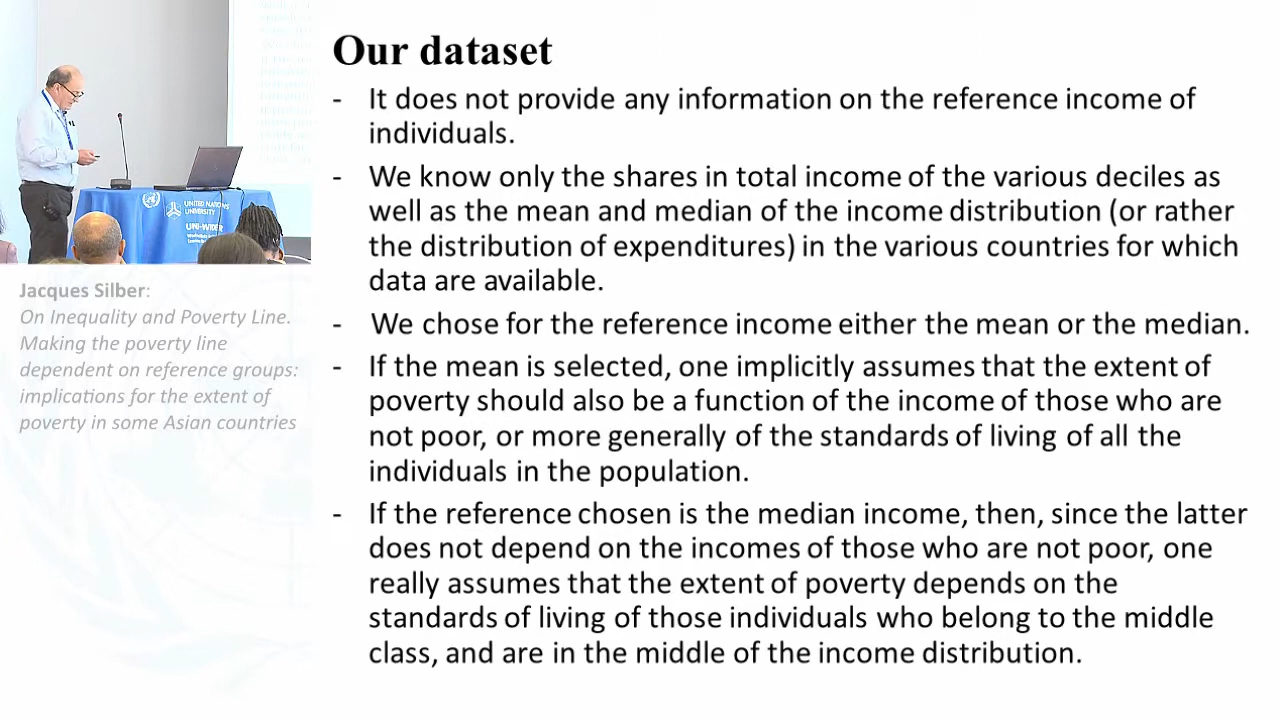 Our dataset
- It does not provide any information on the reference income of
individuals.
- We know only the shares in total income of the various deciles as
well as the mean and median of the income distribution (or rather
the distribution of expenditures) in the various countries for which
data are available.
- We chose for the reference income either the mean or the median.
- If the mean is selected, one implicitly assumes that the extent of
poverty should also be a function of the income of those who are
not poor, or more generally of the standards of living of all the
individuals in the population.
- If the reference chosen is the median income, then, since the latter
does not depend on the incomes of those who are not poor, one
really assumes that the extent of poverty depends on the
standards of living of those individuals who belong to the middle
class, and are in the middle of the income distribution.
UNITED NATIONS
UNIVERSITY
UNU-WIDER
Jacques Silber:
On Inequality and Poverty Line.
Making the poverty line
dependent on reference groups:
implications for the extent of
poverty in some Asian countries